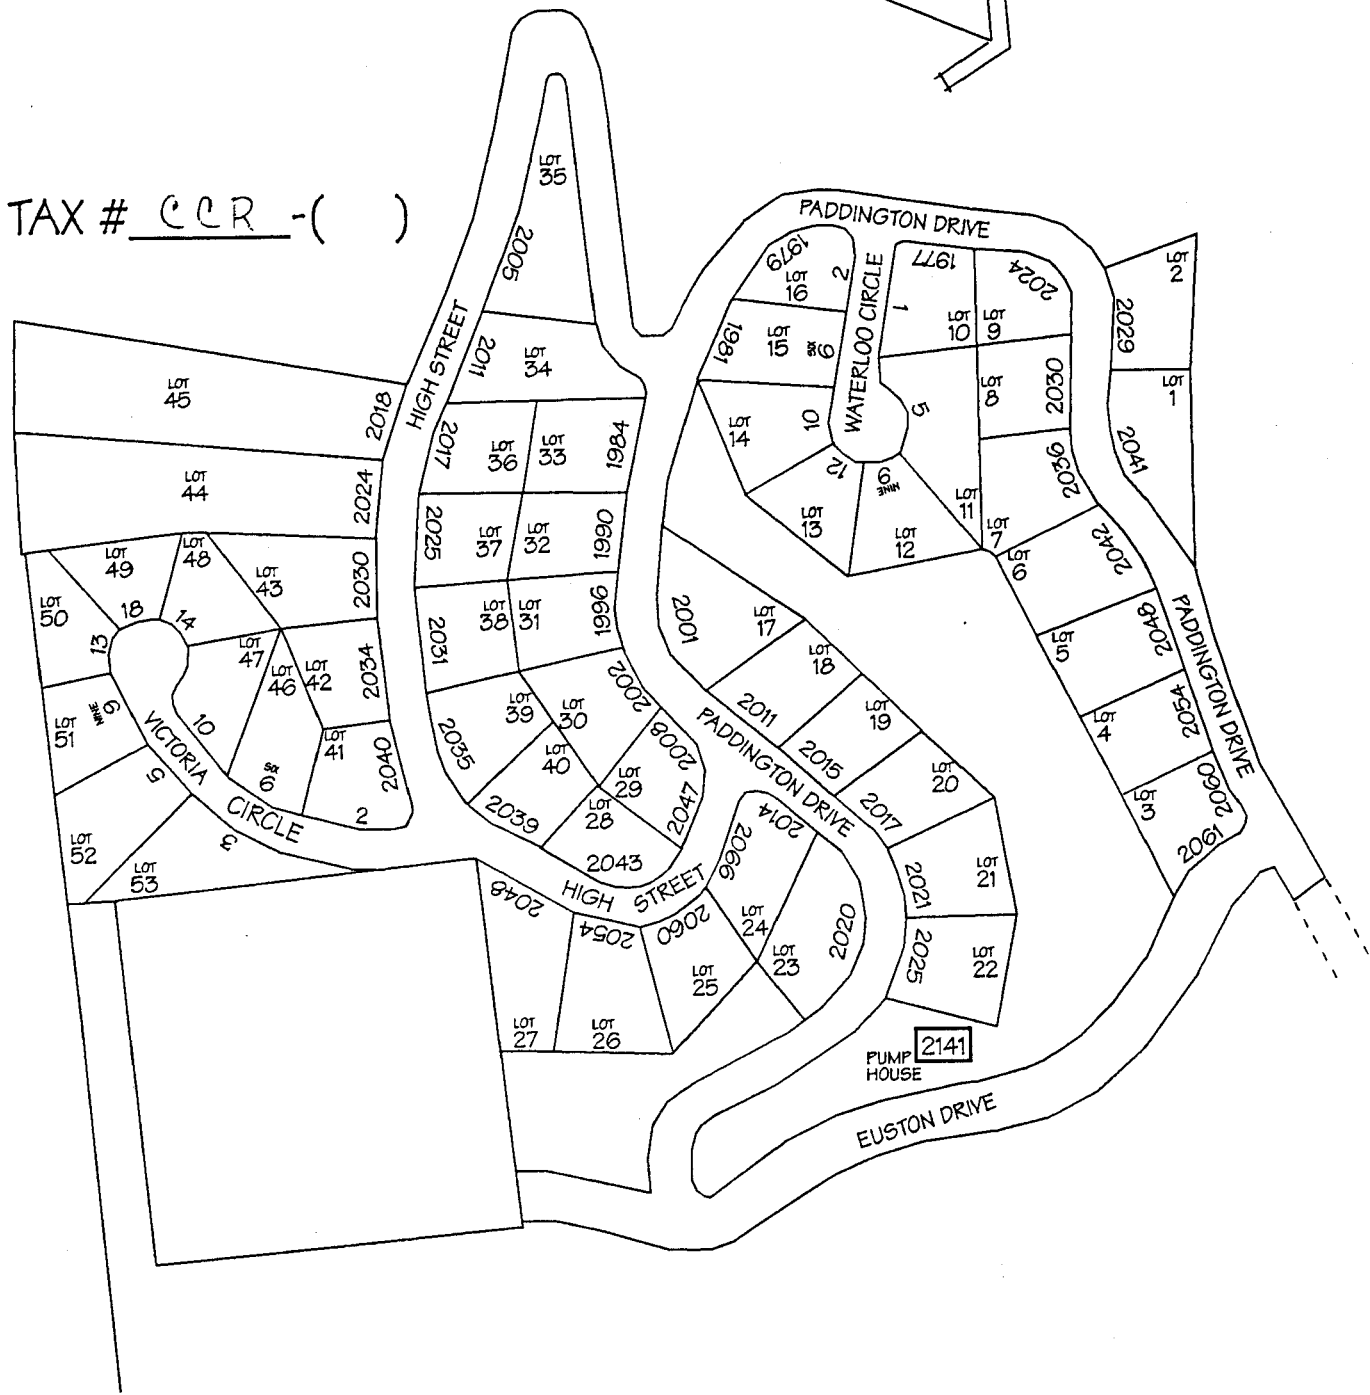 TAX # CCR -( )
LOT
35
2005
HIGH STREET
2011
LOT
34
LOT
45
2018
LOT
44
2024
2017
LOT
36
LOT
33
1984
2025
LOT
37
LOT
32
1990
LOT
49
LOT
48
LOT
43
2030
LOT
50
18
14
13
2031
LOT
38
LOT
31
1996
LOT
47
LOT
46
LOT
42
2034
LOT
51
9
NINE
VICTORIA CIRCLE
10
5
SIX
6
LOT
41
2040
2
3
LOT
52
LOT
53
2035
LOT
39
LOT
30
2002
LOT
40
LOT
29
2008
2039
LOT
28
2047
2043
HIGH STREET
2048
2054
2060
2066
2014
LOT
24
LOT
23
2020
LOT
25
LOT
26
LOT
27
PADDINGTON DRIVE
1979
LOT
16
2
WATERLOO CIRCLE
1977
1
LOT
10
LOT
9
2024
LOT
2
2029
1981
LOT
15
SIX
6
LOT
8
2030
LOT
1
2041
LOT
14
10
5
12
9
NINE
LOT
13
LOT
12
LOT
11
LOT
7
2036
LOT
6
2042
LOT
5
2048
PADDINGTON DRIVE
LOT
4
2054
LOT
3
2060
2061
2001
LOT
17
LOT
18
2011
LOT
19
2015
PADDINGTON DRIVE
LOT
20
2017
LOT
21
2021
LOT
22
2025
PUMP
HOUSE
2141
EUSTON DRIVE